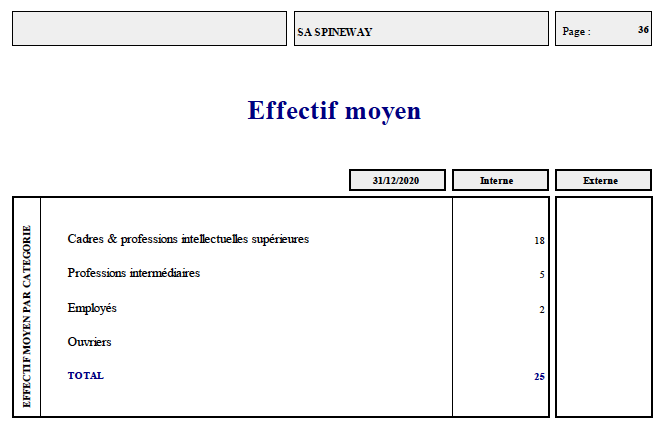 SA SPINEWAY
Page : 36
Effectif moyen
31/12/2020 Interne Externe
EFFECTIF MOYEN PAR CATEGORIE
Cadres & professions intellectuelles supérieures 18
Professions intermédiaires 5
Employés 2
Ouvriers
TOTAL 25